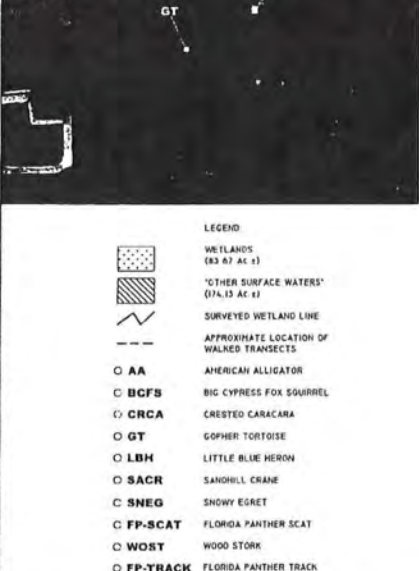 GT
LEGEND
WETLANDS
(83.67 AC.±)
"OTHER SURFACE WATERS"
(174.13 AC.±)
SURVEYED WETLAND LINE
APPROXIMATE LOCATION OF
WALKED TRANSECTS
AA AMERICAN ALLIGATOR
BCFS BIG CYPRESS FOX SQUIRREL
CRCA CRESTED CARACARA
GT GOPHER TORTOISE
LBH LITTLE BLUE HERON
SACR SANDHILL CRANE
SNEG SNOWY EGRET
FP-SCAT FLORIDA PANTHER SCAT
WOST WOOD STORK
FP-TRACK FLORIDA PANTHER TRACK